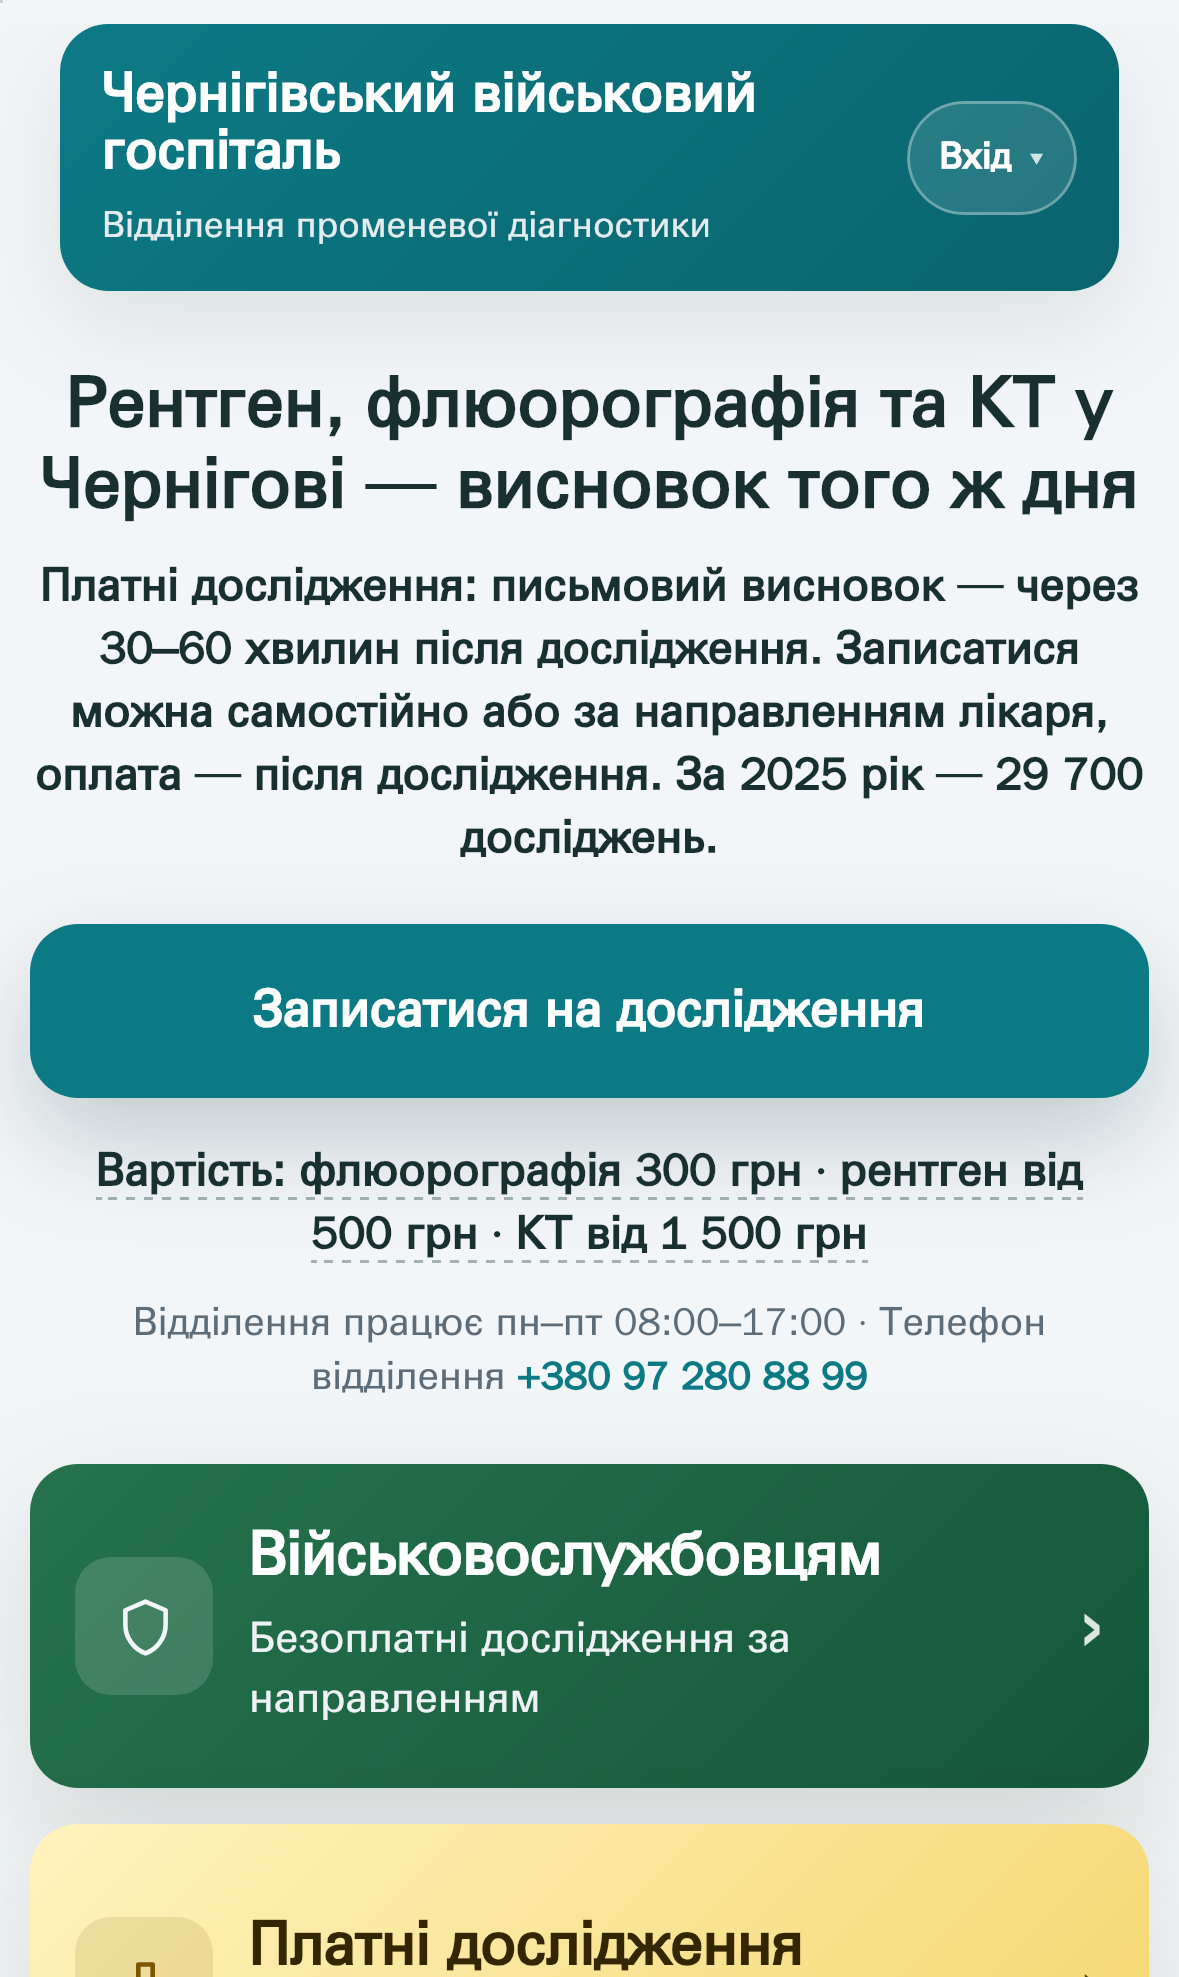 Чернігівський військовий
госпіталь
Відділення променевої діагностики
Вхід ▼
Рентген, флюорографія та КТ у
Чернігові — висновок того ж дня
Платні дослідження: письмовий висновок — через
30–60 хвилин після дослідження. Записатися
можна самостійно або за направленням лікаря,
оплата — після дослідження. За 2025 рік — 29 700
досліджень.
Записатися на дослідження
Вартість: флюорографія 300 грн · рентген від
500 грн · КТ від 1 500 грн
Відділення працює пн–пт 08:00–17:00 · Телефон
відділення +380 97 280 88 99
Військовослужбовцям
Безоплатні дослідження за
направленням
Платні дослідження